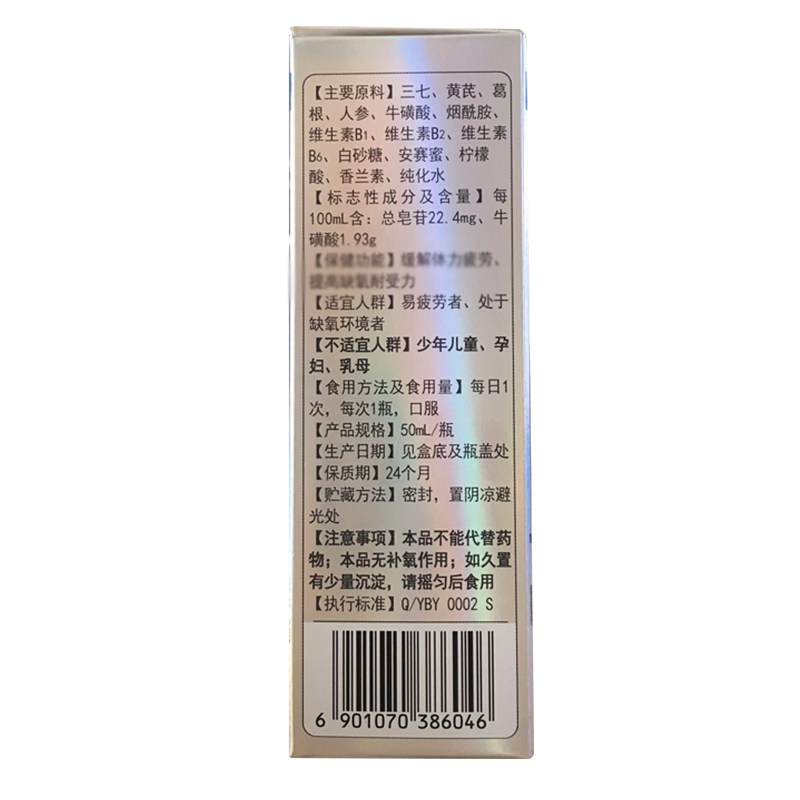 【主要原料】三七、黄芪、葛
根、人参、牛磺酸、烟酰胺、
维生素B1、维生素B2、维生素
B6、白砂糖、安赛蜜、柠檬
酸、香兰素、纯化水
【标志性成分及含量】每
100mL含：总皂苷22.4mg、牛
磺酸1.93g
【保健功能】缓解体力疲劳、
提高缺氧耐受力
【适宜人群】易疲劳者、处于
缺氧环境者
【不适宜人群】少年儿童、孕
妇、乳母
【食用方法及食用量】每日1
次，每次1瓶，口服
【产品规格】50mL/瓶
【生产日期】见盒底及瓶盖处
【保质期】24个月
【贮藏方法】密封，置阴凉避
光处
【注意事项】本品不能代替药
物；本品无补氧作用；如久置
有少量沉淀，请摇匀后食用
【执行标准】Q/YBY 0002 S
6 901070 386046